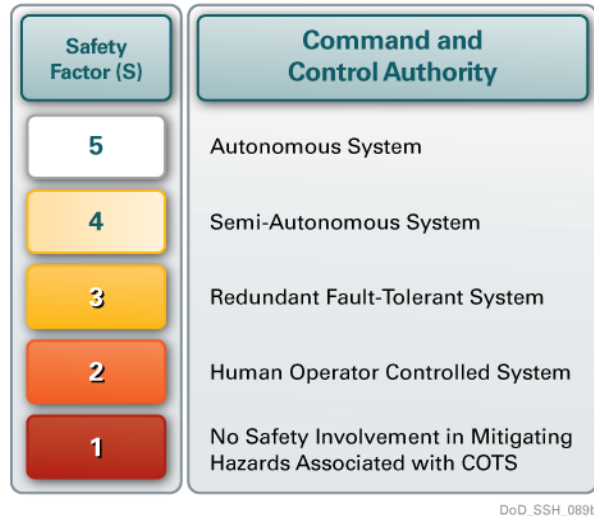 Safety
Factor (S)
Command and
Control Authority
5
Autonomous System
4
Semi-Autonomous System
3
Redundant Fault-Tolerant System
2
Human Operator Controlled System
1
No Safety Involvement in Mitigating
Hazards Associated with COTS
DoD_SSH_089b